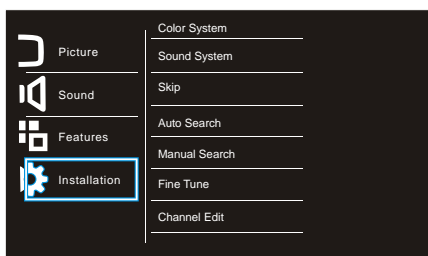 Picture
Sound
Features
Installation
Color System
Sound System
Skip
Auto Search
Manual Search
Fine Tune
Channel Edit